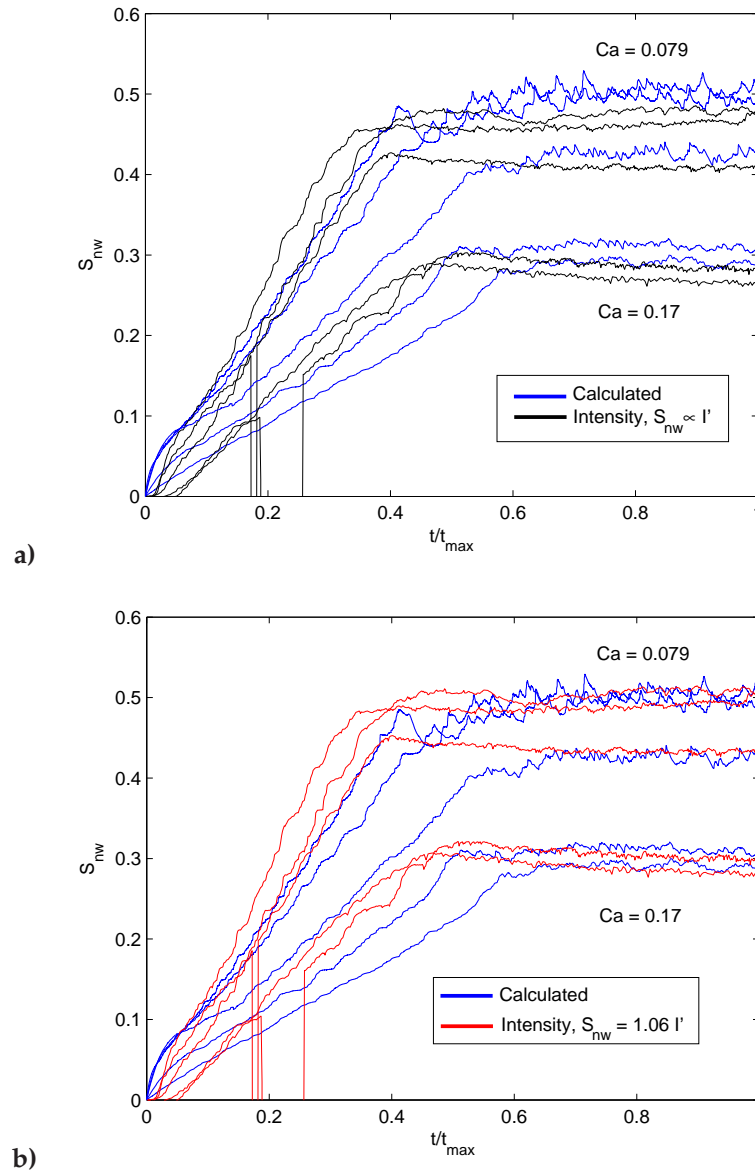 0.6
Ca = 0.079
0.5
0.4
S_nw
0.3
Ca = 0.17
0.2
Calculated
Intensity, S_nw ∝ I'
0.1
0
0 0.2 0.4 0.6 0.8 1
t/t_max
a)
0.6
Ca = 0.079
0.5
0.4
S_nw
0.3
Ca = 0.17
0.2
Calculated
Intensity, S_nw = 1.06 I'
0.1
0
0 0.2 0.4 0.6 0.8 1
t/t_max
b)